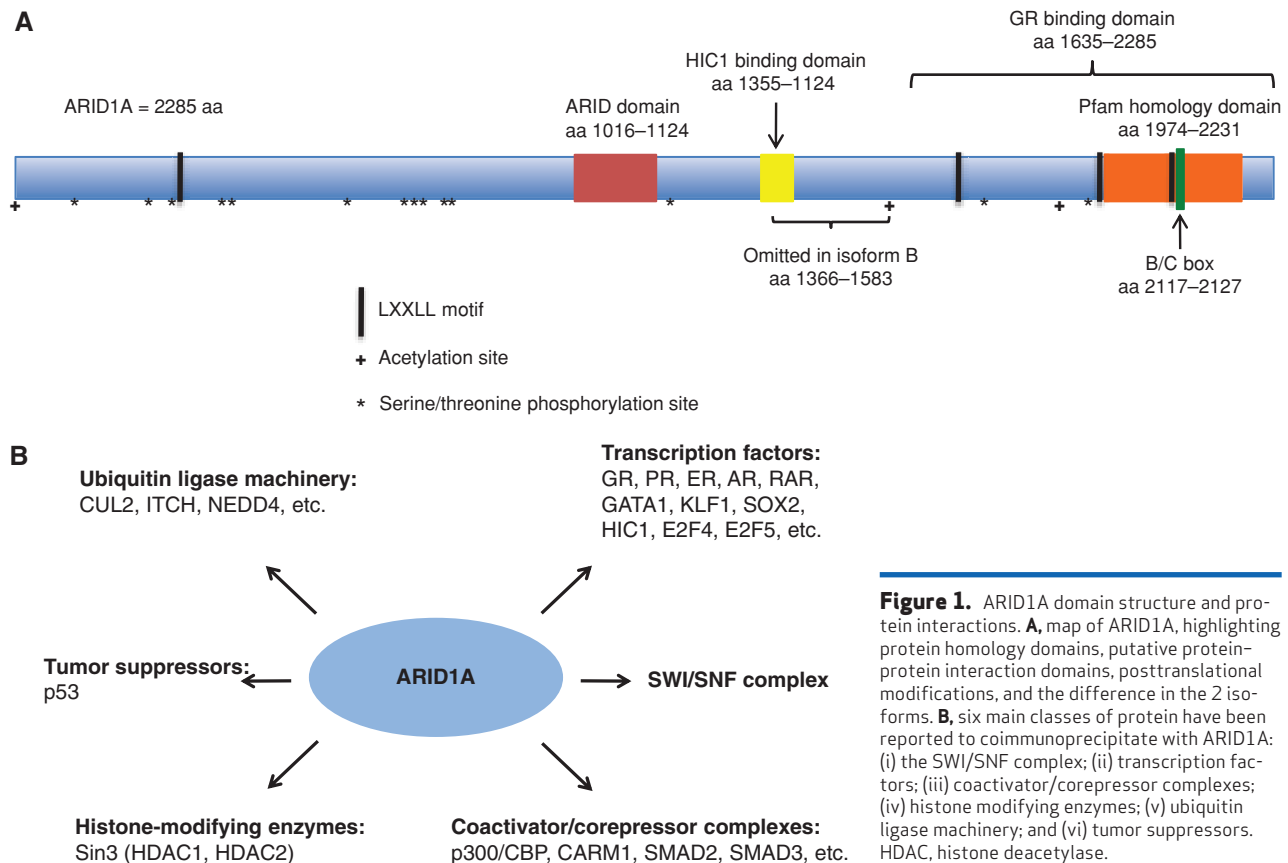 A
GR binding domain
aa 1635–2285
HIC1 binding domain
aa 1355–1124
ARID1A = 2285 aa
ARID domain
aa 1016–1124
Pfam homology domain
aa 1974–2231
+
*
*
*
**
*
***
**
*
+
*
+
*
Omitted in isoform B
aa 1366–1583
B/C box
aa 2117–2127
LXXLL motif
+ Acetylation site
* Serine/threonine phosphorylation site
B
Ubiquitin ligase machinery:
CUL2, ITCH, NEDD4, etc.
Transcription factors:
GR, PR, ER, AR, RAR,
GATA1, KLF1, SOX2,
HIC1, E2F4, E2F5, etc.
Tumor suppressors:
p53
ARID1A
SWI/SNF complex
Histone-modifying enzymes:
Sin3 (HDAC1, HDAC2)
Coactivator/corepressor complexes:
p300/CBP, CARM1, SMAD2, SMAD3, etc.
Figure 1. ARID1A domain structure and pro-
tein interactions. A, map of ARID1A, highlighting
protein homology domains, putative protein–
protein interaction domains, posttranslational
modifications, and the difference in the 2 iso-
forms. B, six main classes of protein have been
reported to coimmunoprecipitate with ARID1A:
(i) the SWI/SNF complex; (ii) transcription fac-
tors; (iii) coactivator/corepressor complexes;
(iv) histone modifying enzymes; (v) ubiquitin
ligase machinery; and (vi) tumor suppressors.
HDAC, histone deacetylase.